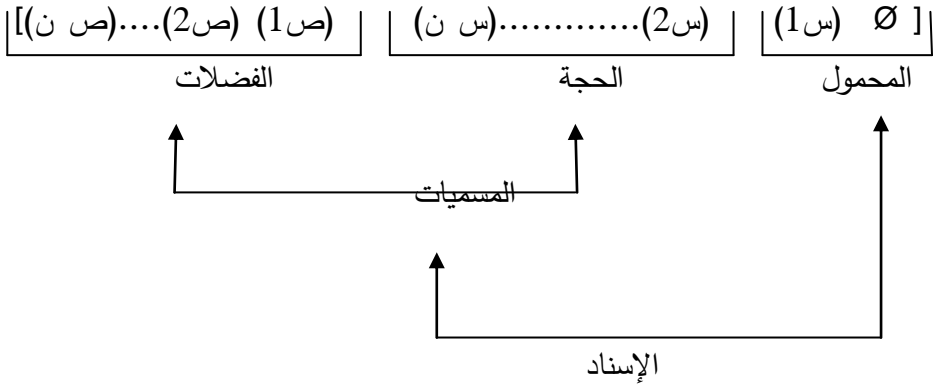 [ Ø (س1) (س2).............(س ن) (ص1) (ص2)....(ص ن)]
المحمول الحجة الفضلات
المسميات
الإسناد